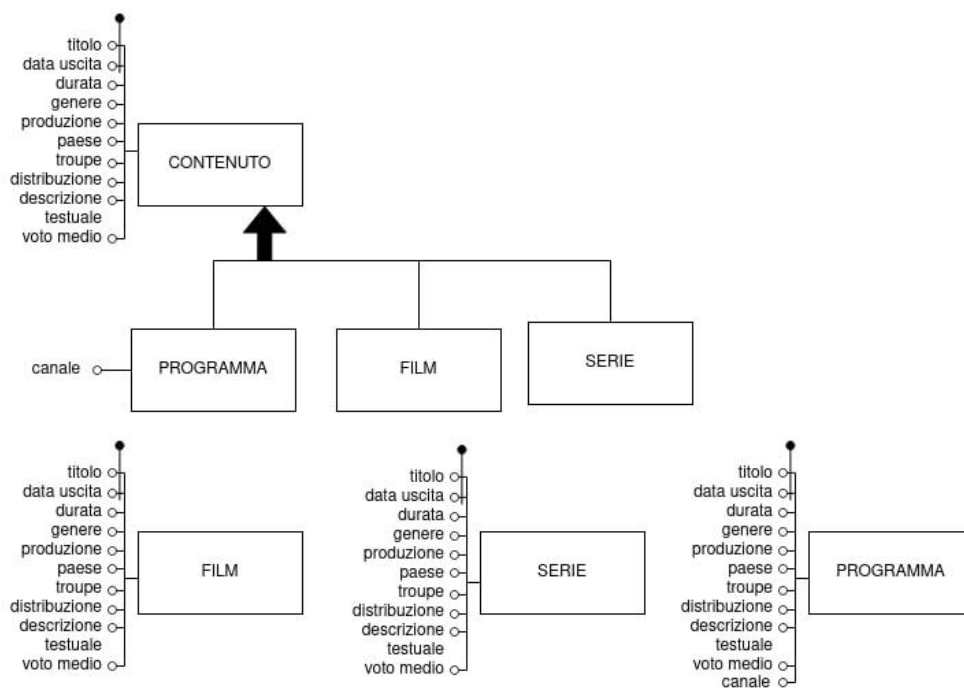 titolo
data uscita
durata
genere
produzione
paese
troupe
distribuzione
descrizione
testuale
voto medio
CONTENUTO
canale
PROGRAMMA
FILM
SERIE
titolo
data uscita
durata
genere
produzione
paese
troupe
distribuzione
descrizione
testuale
voto medio
FILM
titolo
data uscita
durata
genere
produzione
paese
troupe
distribuzione
descrizione
testuale
voto medio
SERIE
titolo
data uscita
durata
genere
produzione
paese
troupe
distribuzione
descrizione
testuale
voto medio
canale
PROGRAMMA